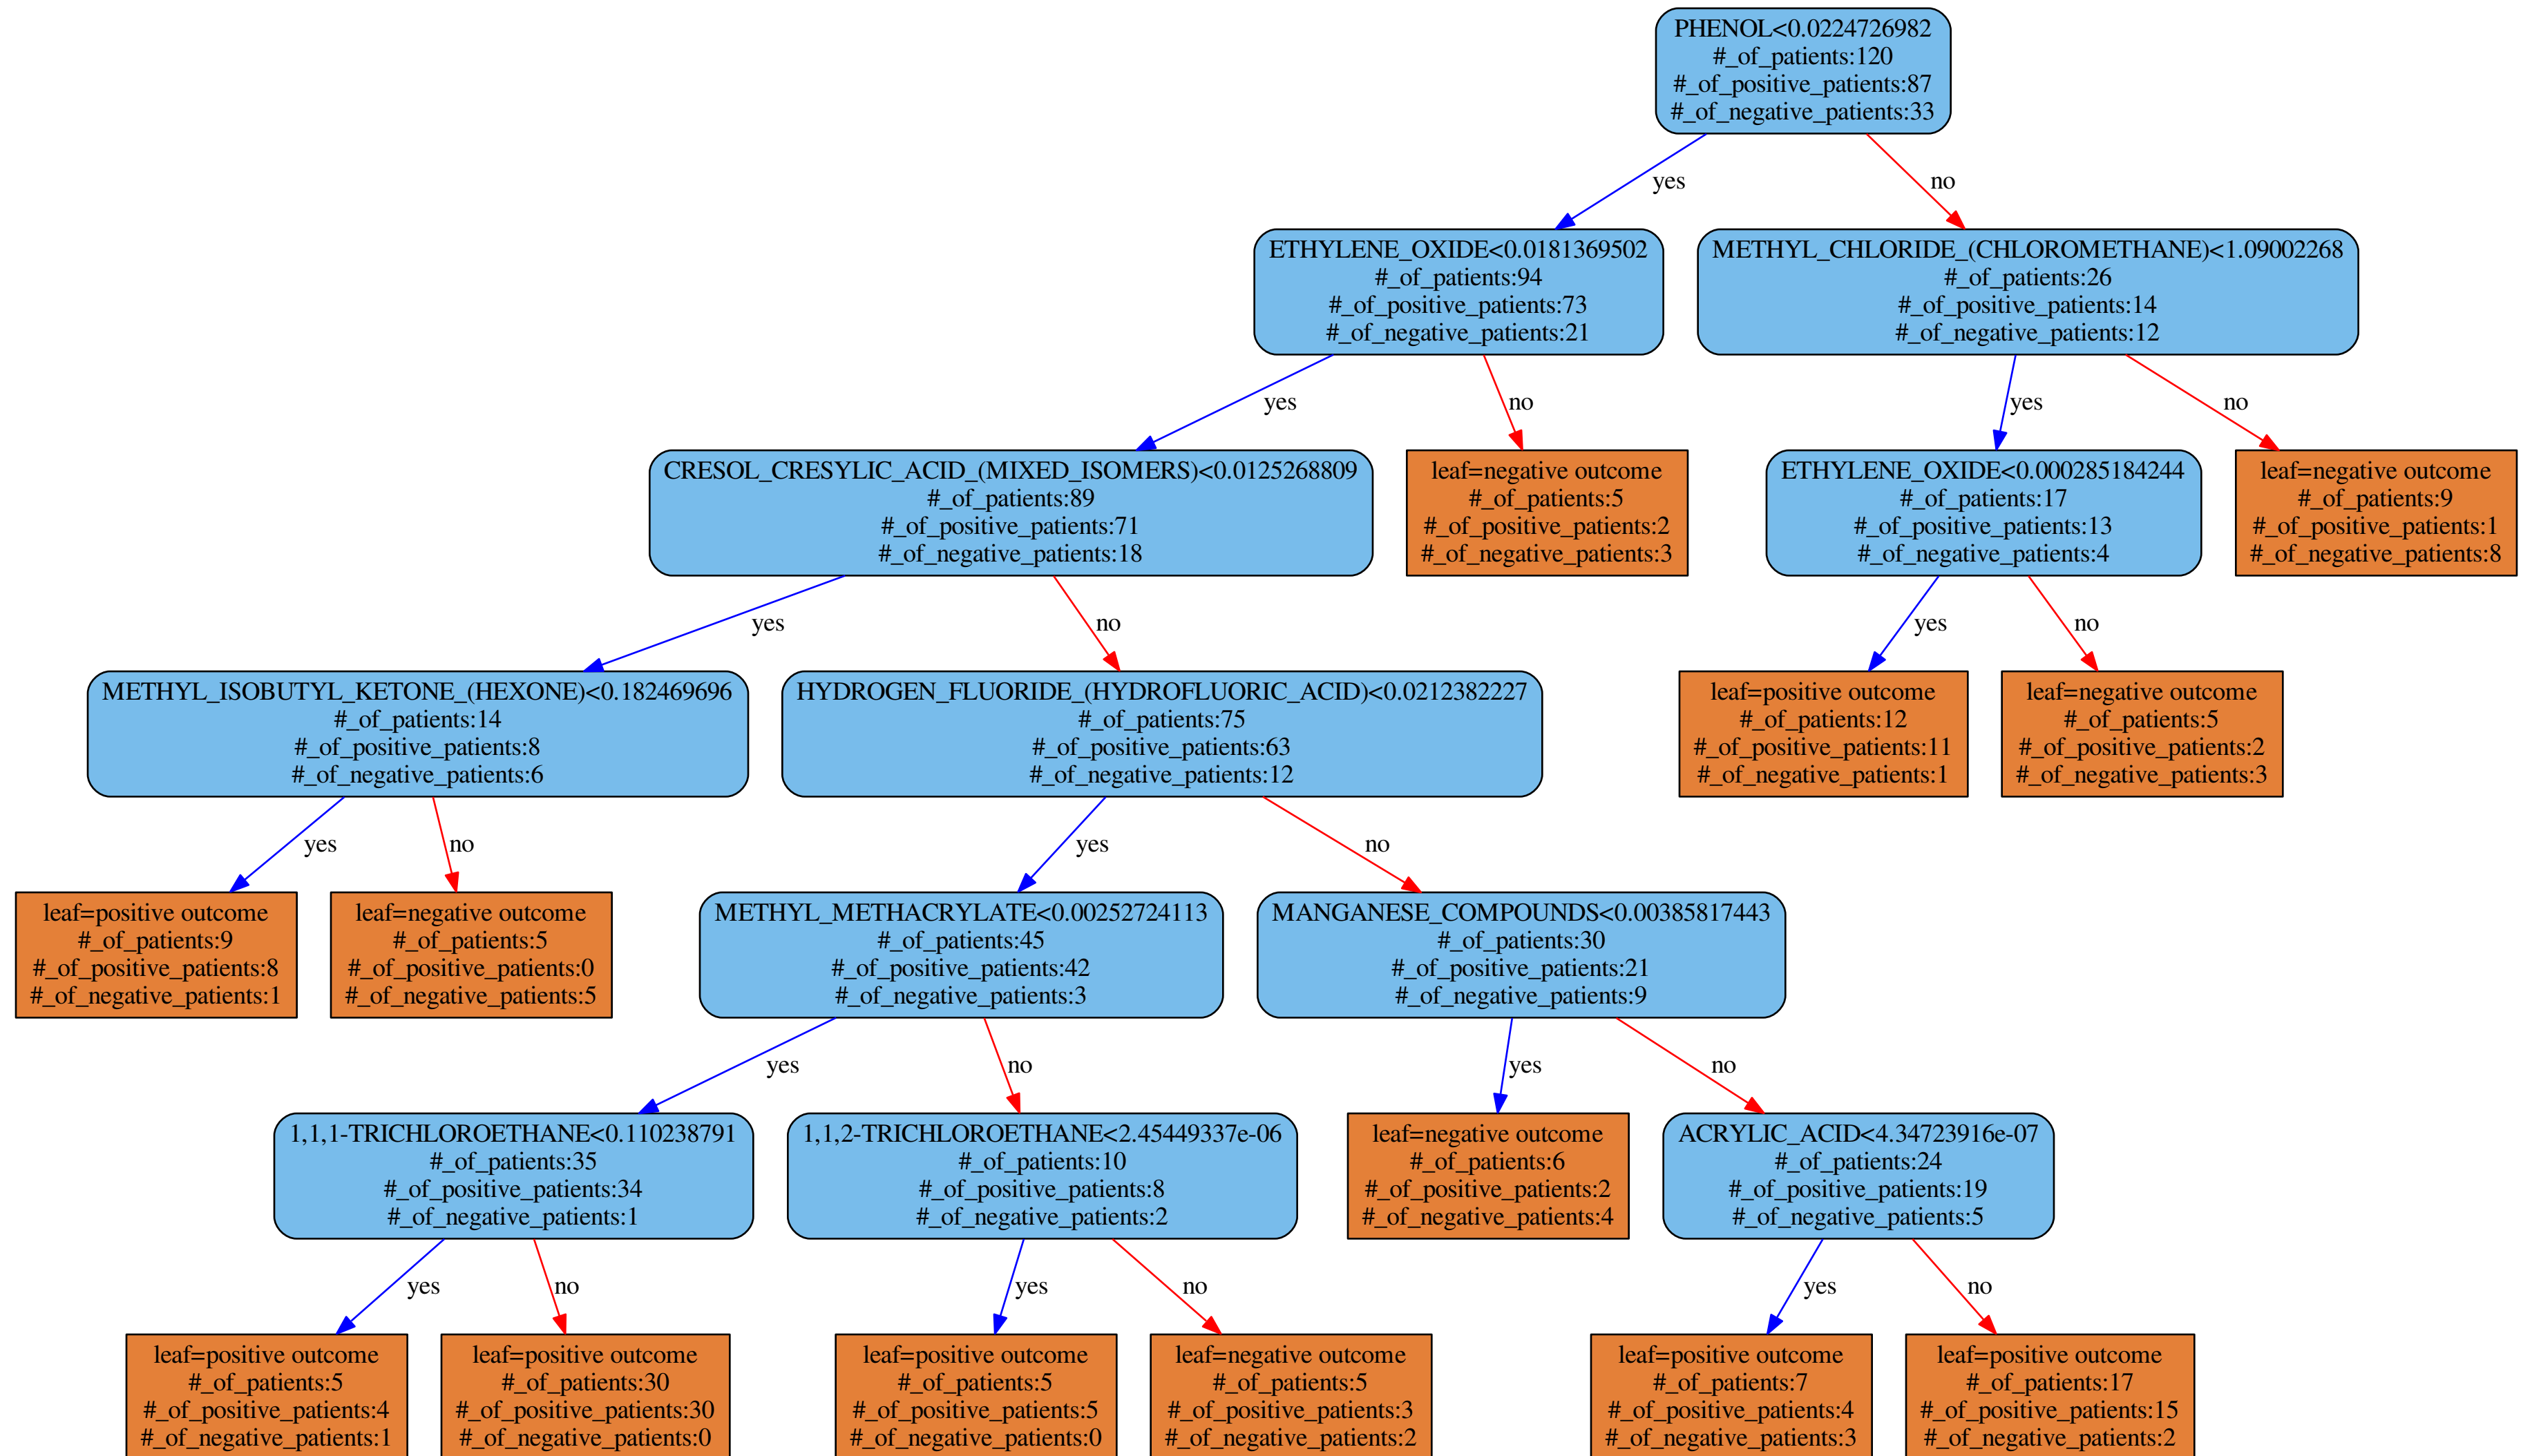 PHENOL<0.0224726982
#_of_patients:120
#_of_positive_patients:87
#_of_negative_patients:33
yes
no
ETHYLENE_OXIDE<0.0181369502
#_of_patients:94
#_of_positive_patients:73
#_of_negative_patients:21
METHYL_CHLORIDE_(CHLOROMETHANE)<1.09002268
#_of_patients:26
#_of_positive_patients:14
#_of_negative_patients:12
yes
no
yes
no
CRESOL_CRESYLIC_ACID_(MIXED_ISOMERS)<0.0125268809
#_of_patients:89
#_of_positive_patients:71
#_of_negative_patients:18
leaf=negative outcome
#_of_patients:5
#_of_positive_patients:2
#_of_negative_patients:3
ETHYLENE_OXIDE<0.000285184244
#_of_patients:17
#_of_positive_patients:13
#_of_negative_patients:4
leaf=negative outcome
#_of_patients:9
#_of_positive_patients:1
#_of_negative_patients:8
yes
no
yes
no
METHYL_ISOBUTYL_KETONE_(HEXONE)<0.182469696
#_of_patients:14
#_of_positive_patients:8
#_of_negative_patients:6
HYDROGEN_FLUORIDE_(HYDROFLUORIC_ACID)<0.0212382227
#_of_patients:75
#_of_positive_patients:63
#_of_negative_patients:12
leaf=positive outcome
#_of_patients:12
#_of_positive_patients:11
#_of_negative_patients:1
leaf=negative outcome
#_of_patients:5
#_of_positive_patients:2
#_of_negative_patients:3
yes
no
yes
no
leaf=positive outcome
#_of_patients:9
#_of_positive_patients:8
#_of_negative_patients:1
leaf=negative outcome
#_of_patients:5
#_of_positive_patients:0
#_of_negative_patients:5
METHYL_METHACRYLATE<0.00252724113
#_of_patients:45
#_of_positive_patients:42
#_of_negative_patients:3
MANGANESE_COMPOUNDS<0.00385817443
#_of_patients:30
#_of_positive_patients:21
#_of_negative_patients:9
yes
no
yes
no
1,1,1-TRICHLOROETHANE<0.110238791
#_of_patients:35
#_of_positive_patients:34
#_of_negative_patients:1
1,1,2-TRICHLOROETHANE<2.45449337e-06
#_of_patients:10
#_of_positive_patients:8
#_of_negative_patients:2
leaf=negative outcome
#_of_patients:6
#_of_positive_patients:2
#_of_negative_patients:4
ACRYLIC_ACID<4.34723916e-07
#_of_patients:24
#_of_positive_patients:19
#_of_negative_patients:5
yes
no
yes
no
yes
no
leaf=positive outcome
#_of_patients:5
#_of_positive_patients:4
#_of_negative_patients:1
leaf=positive outcome
#_of_patients:30
#_of_positive_patients:30
#_of_negative_patients:0
leaf=positive outcome
#_of_patients:5
#_of_positive_patients:5
#_of_negative_patients:0
leaf=negative outcome
#_of_patients:5
#_of_positive_patients:3
#_of_negative_patients:2
leaf=positive outcome
#_of_patients:7
#_of_positive_patients:4
#_of_negative_patients:3
leaf=positive outcome
#_of_patients:17
#_of_positive_patients:15
#_of_negative_patients:2